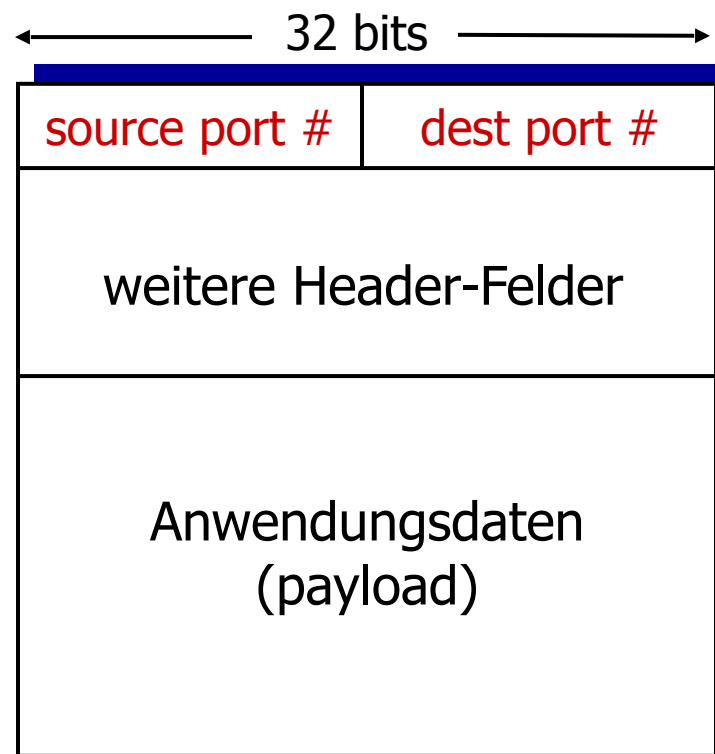 32 bits
source port #
dest port #
weitere Header-Felder
Anwendungsdaten
(payload)